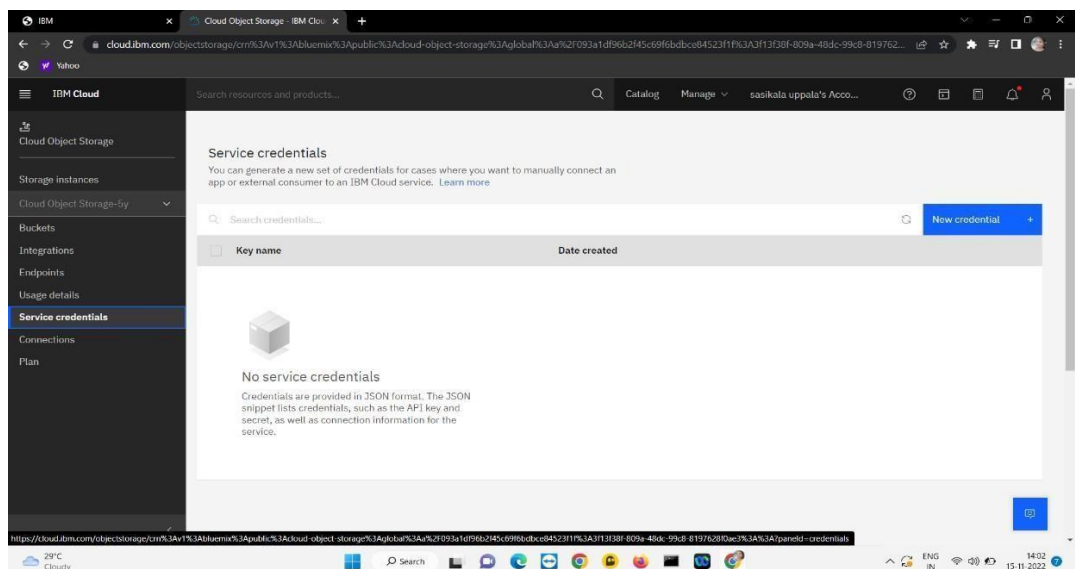 IBM
Cloud Object Storage - IBM Clou
cloud.ibm.com/objectstorage/crn%3Av1%3Abluemix%3Apublic%3Acloud-object-storage%3Aglobal%3Aa%2F093a1df96b2f45c69f6bdbce84523f1f%3A3f13f38f-809a-48dc-99c8-819762...
Yahoo
IBM Cloud
Search resources and products...
Catalog
Manage
sasikala uppala's Acco...
Cloud Object Storage
Storage instances
Cloud Object Storage-5y
Buckets
Integrations
Endpoints
Usage details
Service credentials
Connections
Plan
Service credentials
You can generate a new set of credentials for cases where you want to manually connect an
app or external consumer to an IBM Cloud service. Learn more
Search credentials...
New credential +
Key name
Date created
No service credentials
Credentials are provided in JSON format. The JSON
snippet lists credentials, such as the API key and
secret, as well as connection information for the
service.
https://cloud.ibm.com/objectstorage/crn%3Av1%3Abluemix%3Apublic%3Acloud-object-storage%3Aglobal%3Aa%2F093a1df96b2f45c69f6bdbce84523f1f%3A3f13f38f-809a-48dc-99c8-8197628f0ae3%3A%3A?paneId=credentials
29°C
Cloudy
Search
ENG
IN
14:02
15-11-2022
7